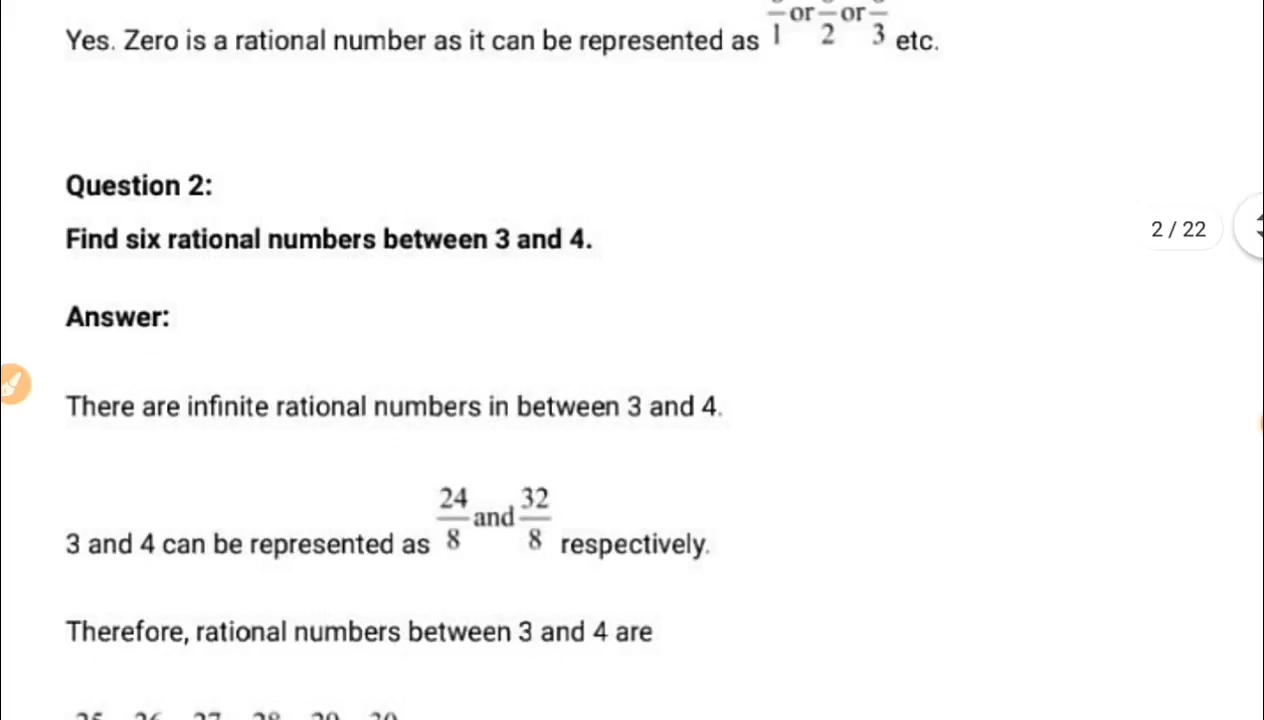 Yes. Zero is a rational number as it can be represented as 1 or 2 or 3 etc.
Question 2:
Find six rational numbers between 3 and 4.
2 / 22
Answer:
There are infinite rational numbers in between 3 and 4.
3 and 4 can be represented as 24/8 and 32/8 respectively.
Therefore, rational numbers between 3 and 4 are